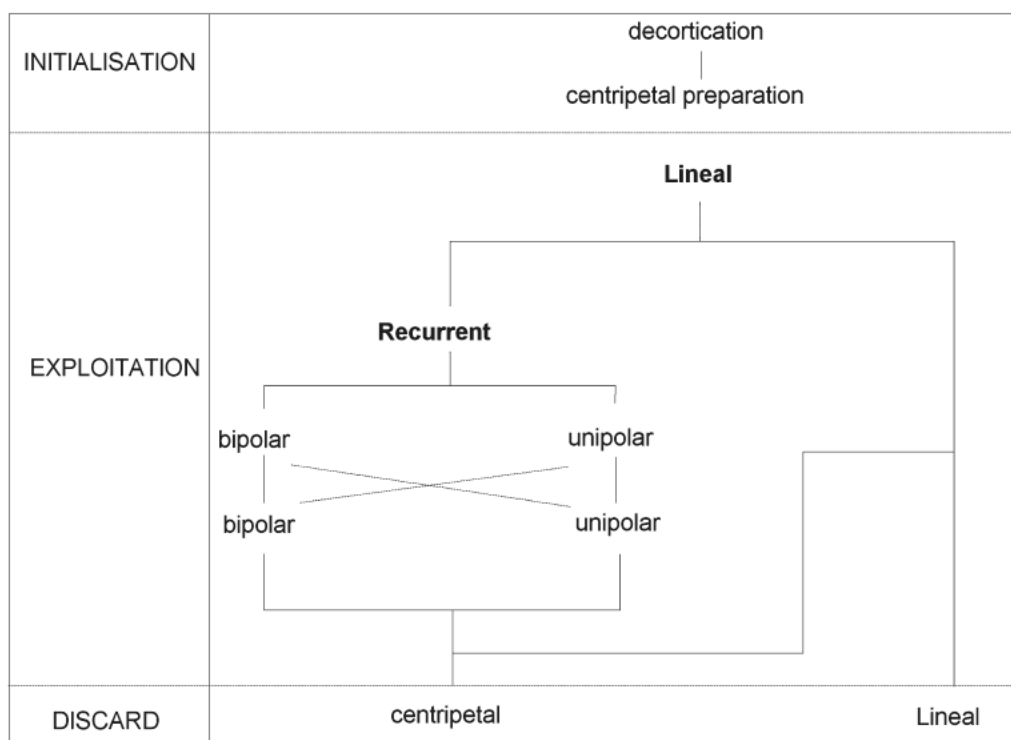 INITIALISATION
decortication
centripetal preparation
EXPLOITATION
Lineal
Recurrent
bipolar
unipolar
bipolar
unipolar
DISCARD
centripetal
Lineal